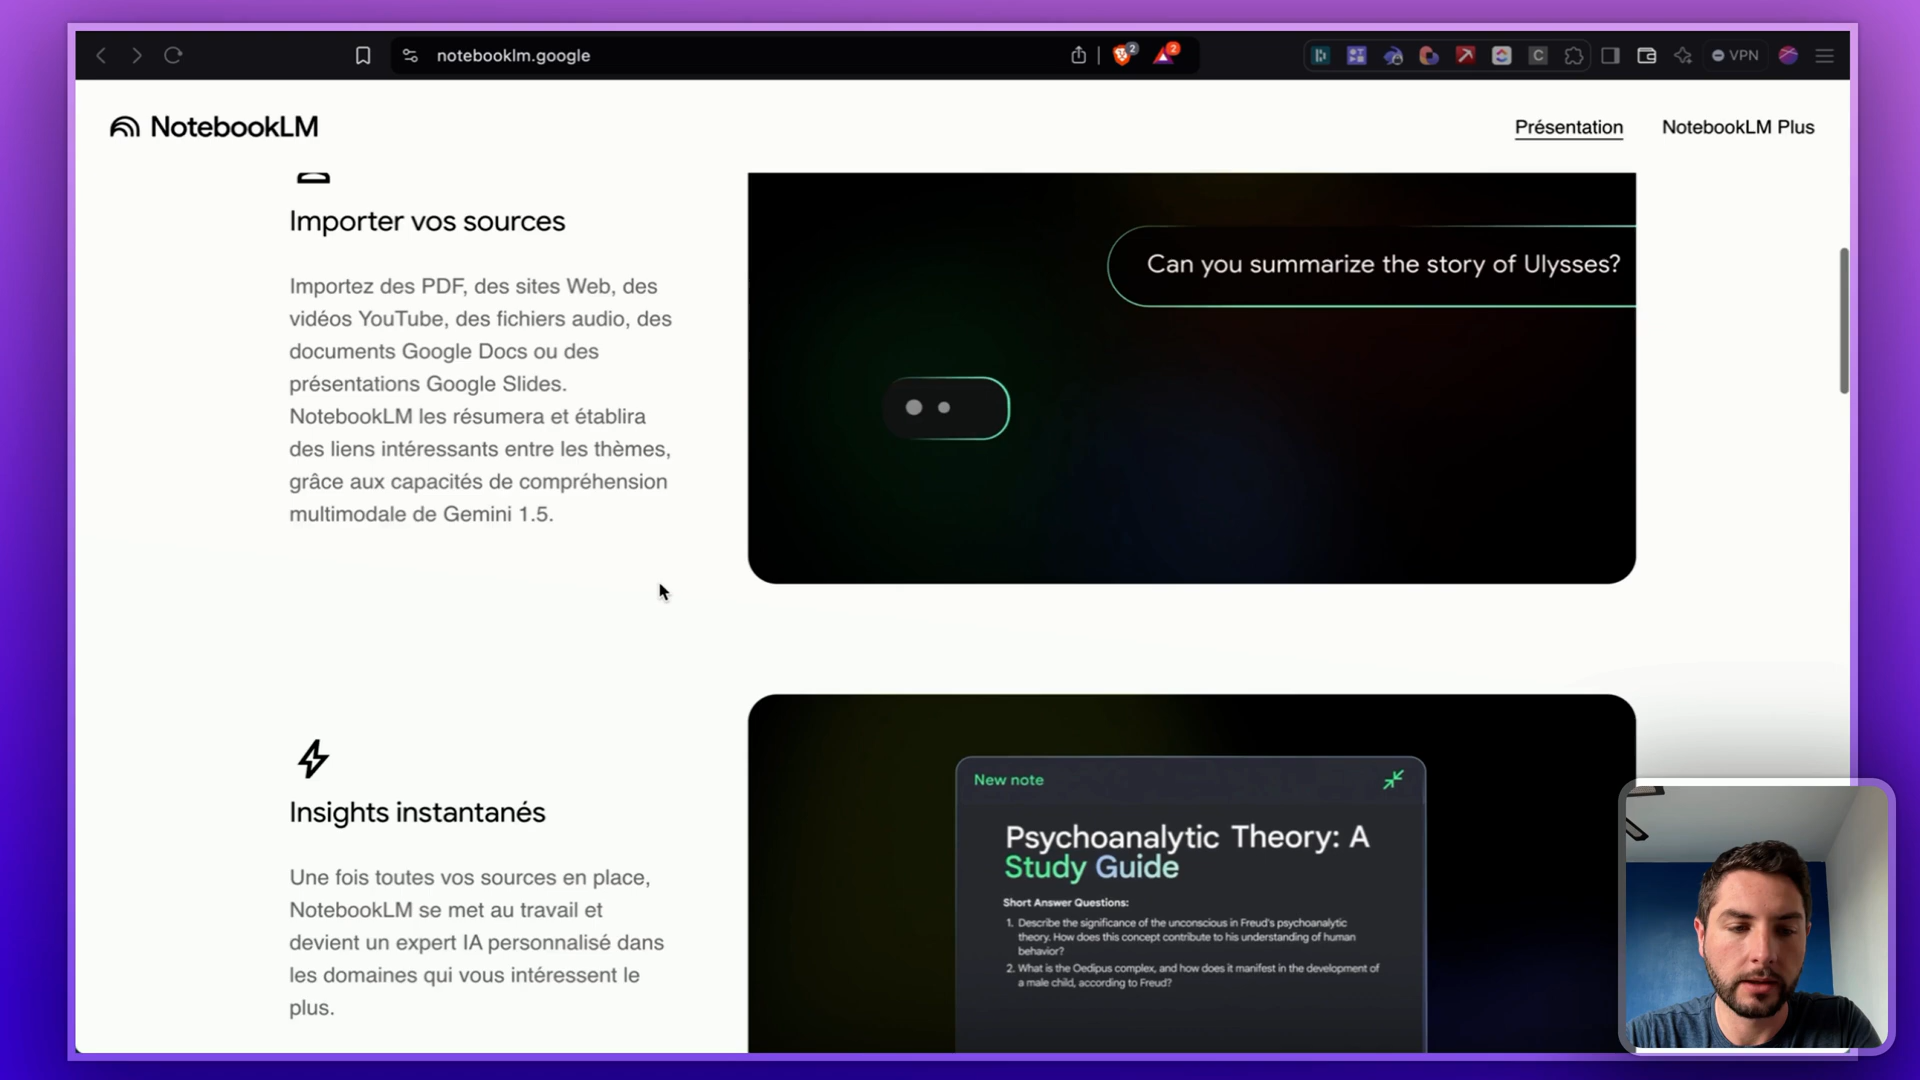 notebooklm.google
2
2
C
VPN
NotebookLM
Présentation
NotebookLM Plus
Importer vos sources
Importez des PDF, des sites Web, des
vidéos YouTube, des fichiers audio, des
documents Google Docs ou des
présentations Google Slides.
NotebookLM les résumera et établira
des liens intéressants entre les thèmes,
grâce aux capacités de compréhension
multimodale de Gemini 1.5.
Can you summarize the story of Ulysses?
Insights instantanés
Une fois toutes vos sources en place,
NotebookLM se met au travail et
devient un expert IA personnalisé dans
les domaines qui vous intéressent le
plus.
New note
Psychoanalytic Theory: A
Study Guide
Short Answer Questions:
1. Describe the significance of the unconscious in Freud's psychoanalytic
theory. How does this concept contribute to his understanding of human
behavior?
2. What is the Oedipus complex, and how does it manifest in the development of
a male child, according to Freud?